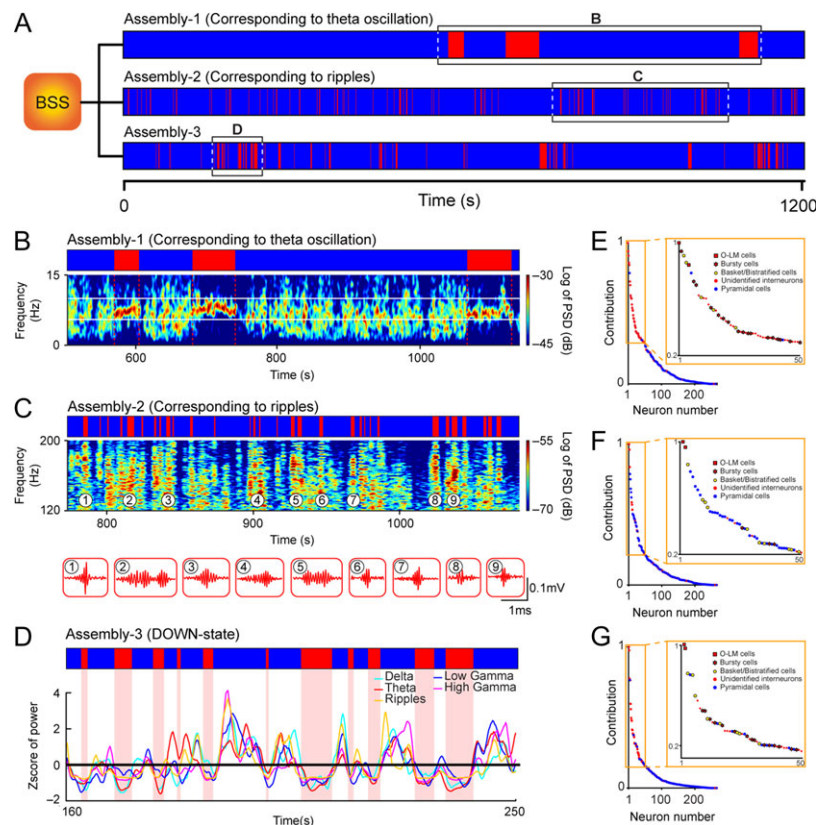 A
Assembly-1 (Corresponding to theta oscillation)
B
BSS
Assembly-2 (Corresponding to ripples)
C
Assembly-3
D
0
Time (s)
1200
B
Assembly-1 (Corresponding to theta oscillation)
Frequency
(Hz)
15
0
600
800
1000
Time (s)
–30
–45
Log of PSD (dB)
C
Assembly-2 (Corresponding to ripples)
Frequency
(Hz)
200
120
1
2
3
4
5
6
7
8
9
800
900
1000
Time (s)
–55
–70
Log of PSD (dB)
1
2
3
4
5
6
7
8
9
0.1mV
1ms
D
Assembly-3 (DOWN-state)
Delta
Theta
Ripples
Low Gamma
High Gamma
Zscore of power
4
2
0
–2
160
Time(s)
250
E
Contribution
1
0
1
100
200
Neuron number
1
0.2
1
50
O-LM cells
Bursty cells
Basket/Bistratified cells
Unidentified interneurons
Pyramidal cells
F
Contribution
1
0
1
100
200
Neuron number
1
0.2
1
50
O-LM cells
Bursty cells
Basket/Bistratified cells
Unidentified interneurons
Pyramidal cells
G
Contribution
1
0
1
100
200
Neuron number
1
0.2
1
50
O-LM cells
Bursty cells
Basket/Bistratified cells
Unidentified interneurons
Pyramidal cells